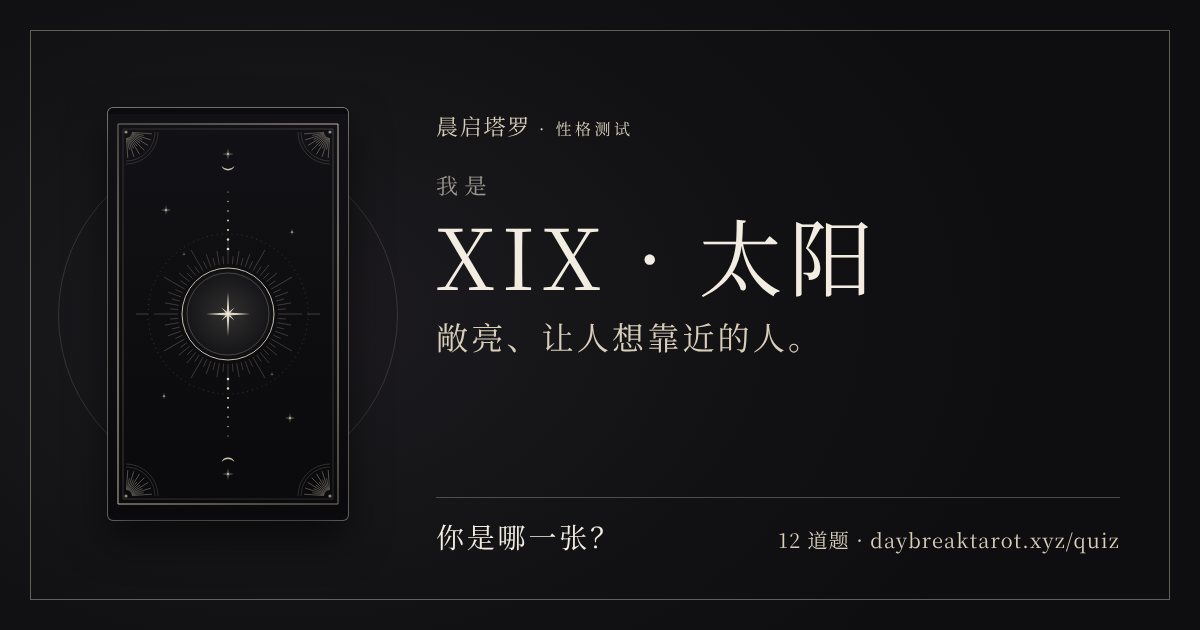 晨启塔罗 · 性格测试
我是
XIX · 太阳
敞亮、让人想靠近的人。
你是哪一张？
12 道题 · daybreaktarot.xyz/quiz